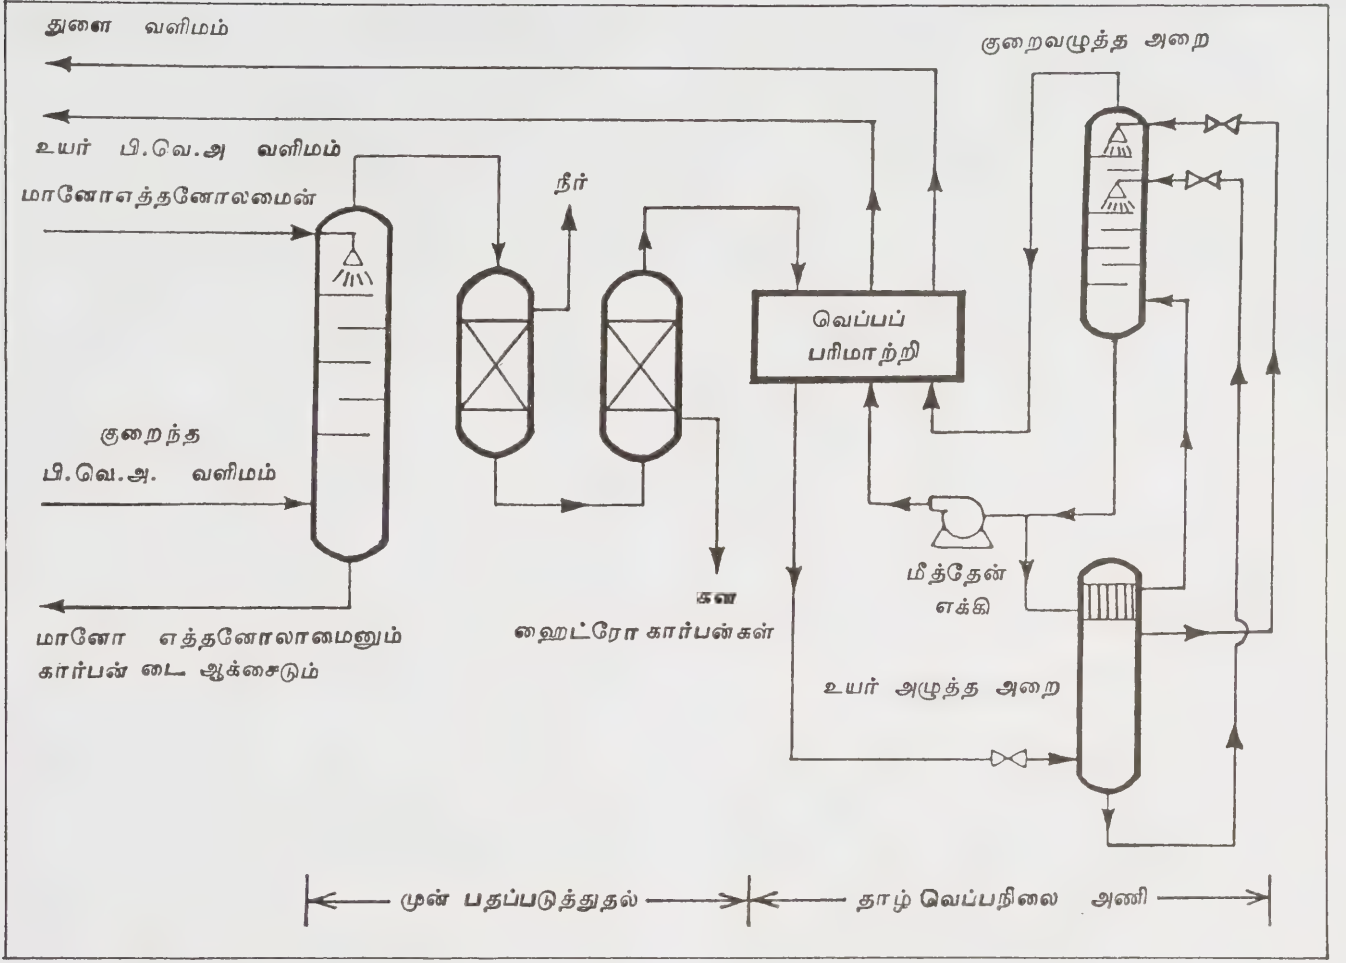 துளை வளிமம்
குறைவழுத்த அறை
உயர் பி.வெ.அ வளிமம்
மானோஎத்தனோலமைன்
நீர்
வெப்பப்
பரிமாற்றி
குறைந்த
பி.வெ.அ. வளிமம்
மீத்தேன்
எக்கி
கன
ஹைட்ரோ கார்பன்கள்
மானோ எத்தனோலாமைனும்
கார்பன் டை ஆக்சைடும்
உயர் அழுத்த அறை
முன் பதப்படுத்துதல்
தாழ் வெப்பநிலை அணி